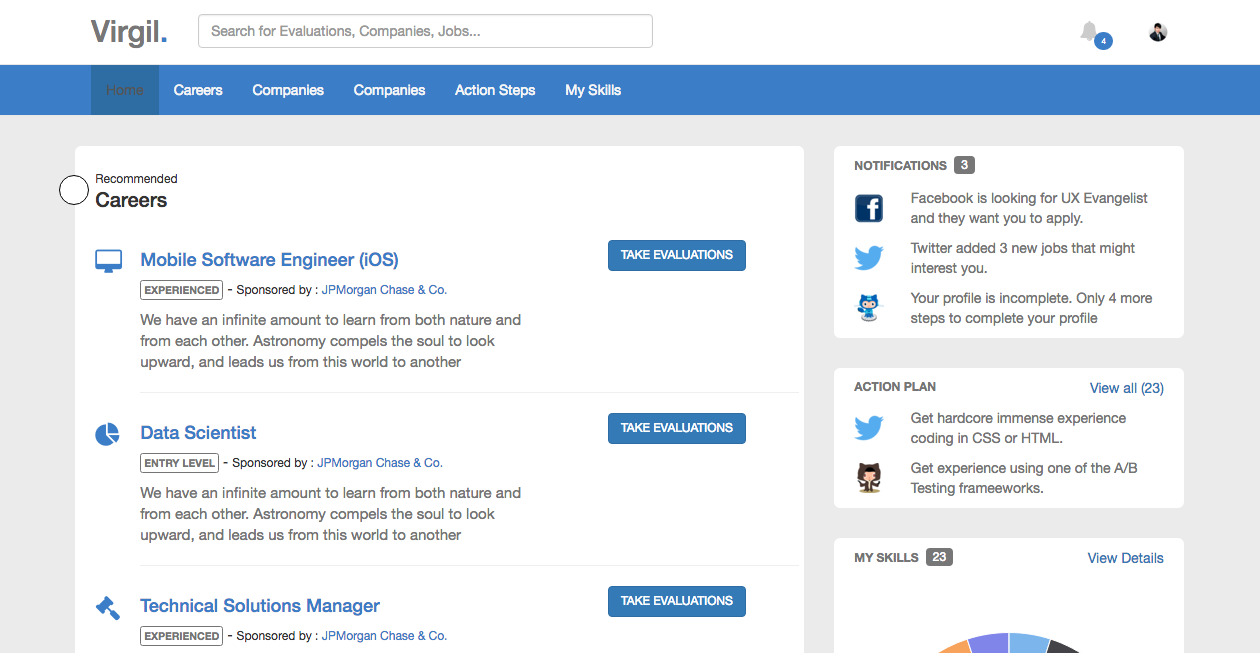 Virgil.
Search for Evaluations, Companies, Jobs...
4
Home Careers Companies Companies Action Steps My Skills
Recommended
Careers
Mobile Software Engineer (iOS)
TAKE EVALUATIONS
EXPERIENCED - Sponsored by : JPMorgan Chase & Co.
We have an infinite amount to learn from both nature and
from each other. Astronomy compels the soul to look
upward, and leads us from this world to another
Data Scientist
TAKE EVALUATIONS
ENTRY LEVEL - Sponsored by : JPMorgan Chase & Co.
We have an infinite amount to learn from both nature and
from each other. Astronomy compels the soul to look
upward, and leads us from this world to another
Technical Solutions Manager
TAKE EVALUATIONS
EXPERIENCED - Sponsored by : JPMorgan Chase & Co.
NOTIFICATIONS 3
Facebook is looking for UX Evangelist
and they want you to apply.
Twitter added 3 new jobs that might
interest you.
Your profile is incomplete. Only 4 more
steps to complete your profile
ACTION PLAN
View all (23)
Get hardcore immense experience
coding in CSS or HTML.
Get experience using one of the A/B
Testing frameeworks.
MY SKILLS 23
View Details